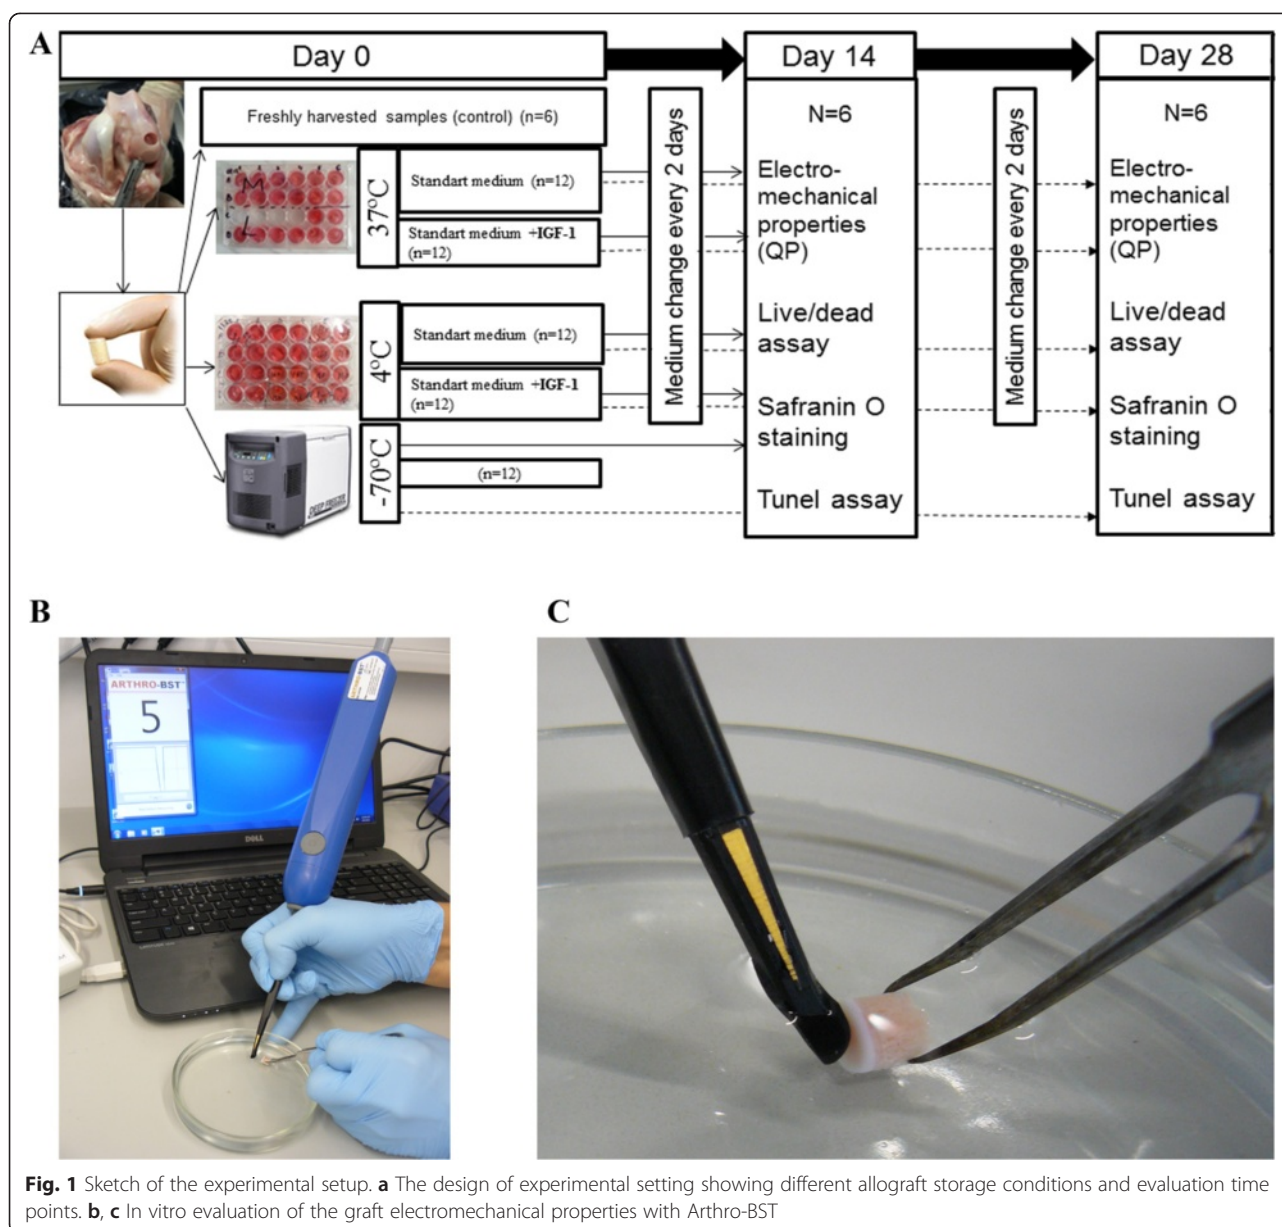 A
Day 0
Day 14
Day 28
Freshly harvested samples (control) (n=6)
37°C
Standart medium (n=12)
Standart medium +IGF-1
(n=12)
4°C
Standart medium (n=12)
Standart medium +IGF-1
(n=12)
-70°C
(n=12)
DEEP FREEZER
Medium change every 2 days
N=6
Electro-
mechanical
properties
(QP)
Live/dead
assay
Safranin O
staining
Tunel assay
Medium change every 2 days
N=6
Electro-
mechanical
properties
(QP)
Live/dead
assay
Safranin O
staining
Tunel assay
B
ARTHRO-BST
5
ARTHRO-BST
DELL
C
Fig. 1 Sketch of the experimental setup. a The design of experimental setting showing different allograft storage conditions and evaluation time
points. b, c In vitro evaluation of the graft electromechanical properties with Arthro-BST